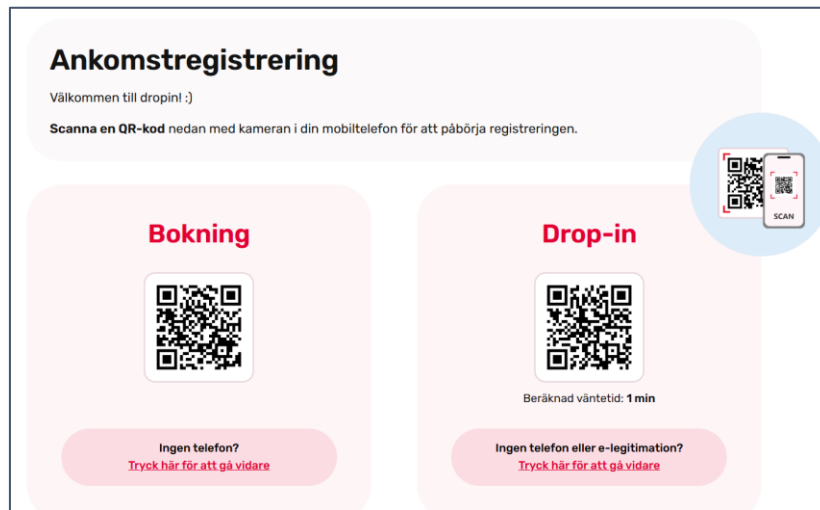 Ankomstregistrering
Välkommen till dropin! :)
Scanna en QR-kod nedan med kameran i din mobiltelefon för att påbörja registreringen.
SCAN
Bokning
Ingen telefon?
Tryck här för att gå vidare
Drop-in
Beräknad väntetid: 1 min
Ingen telefon eller e-legitimation?
Tryck här för att gå vidare